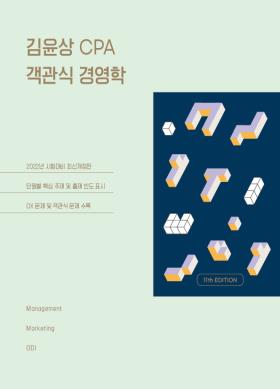 김윤상 CPA
객관식 경영학
2022년 시험대비 최신개정판
단원별 핵심 주제 및 출제 빈도 표시
OX 문제 및 객관식 문제 수록
11th EDITION
Management
Marketing
ODI